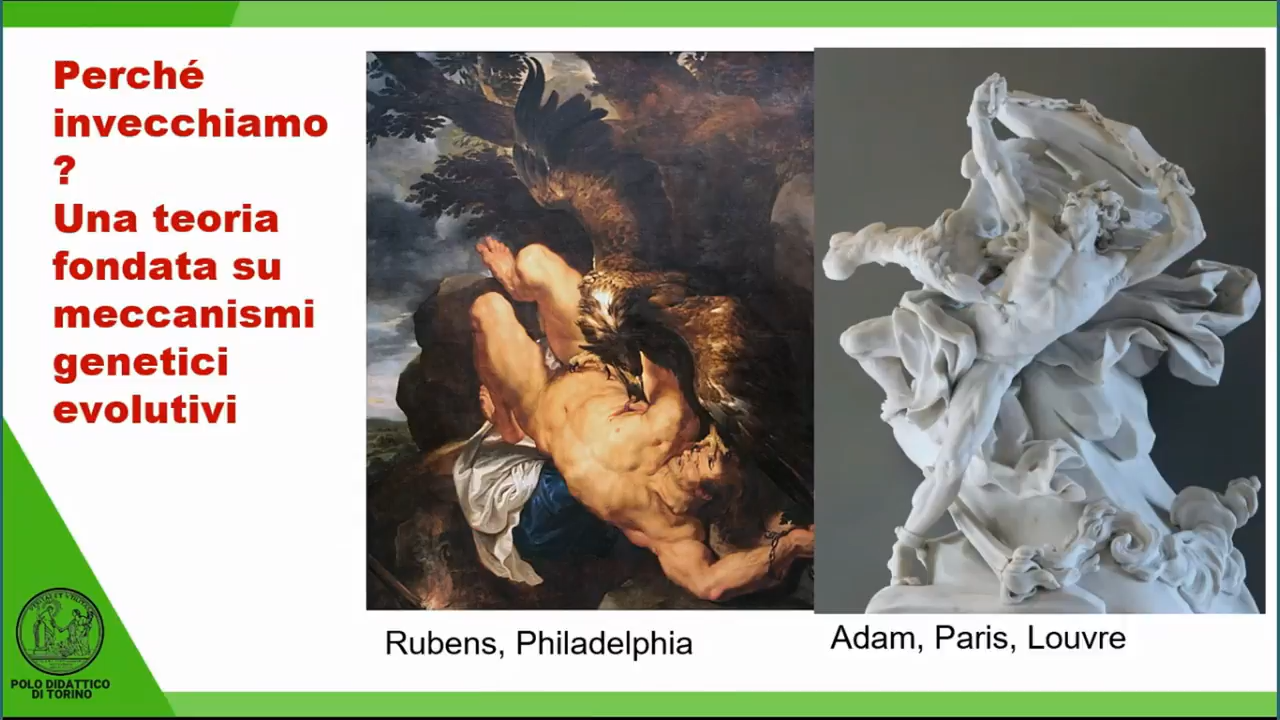 Perché
invecchiamo
?
Una teoria
fondata su
meccanismi
genetici
evolutivi
Rubens, Philadelphia
Adam, Paris, Louvre
POLO DIDATTICO
DI TORINO